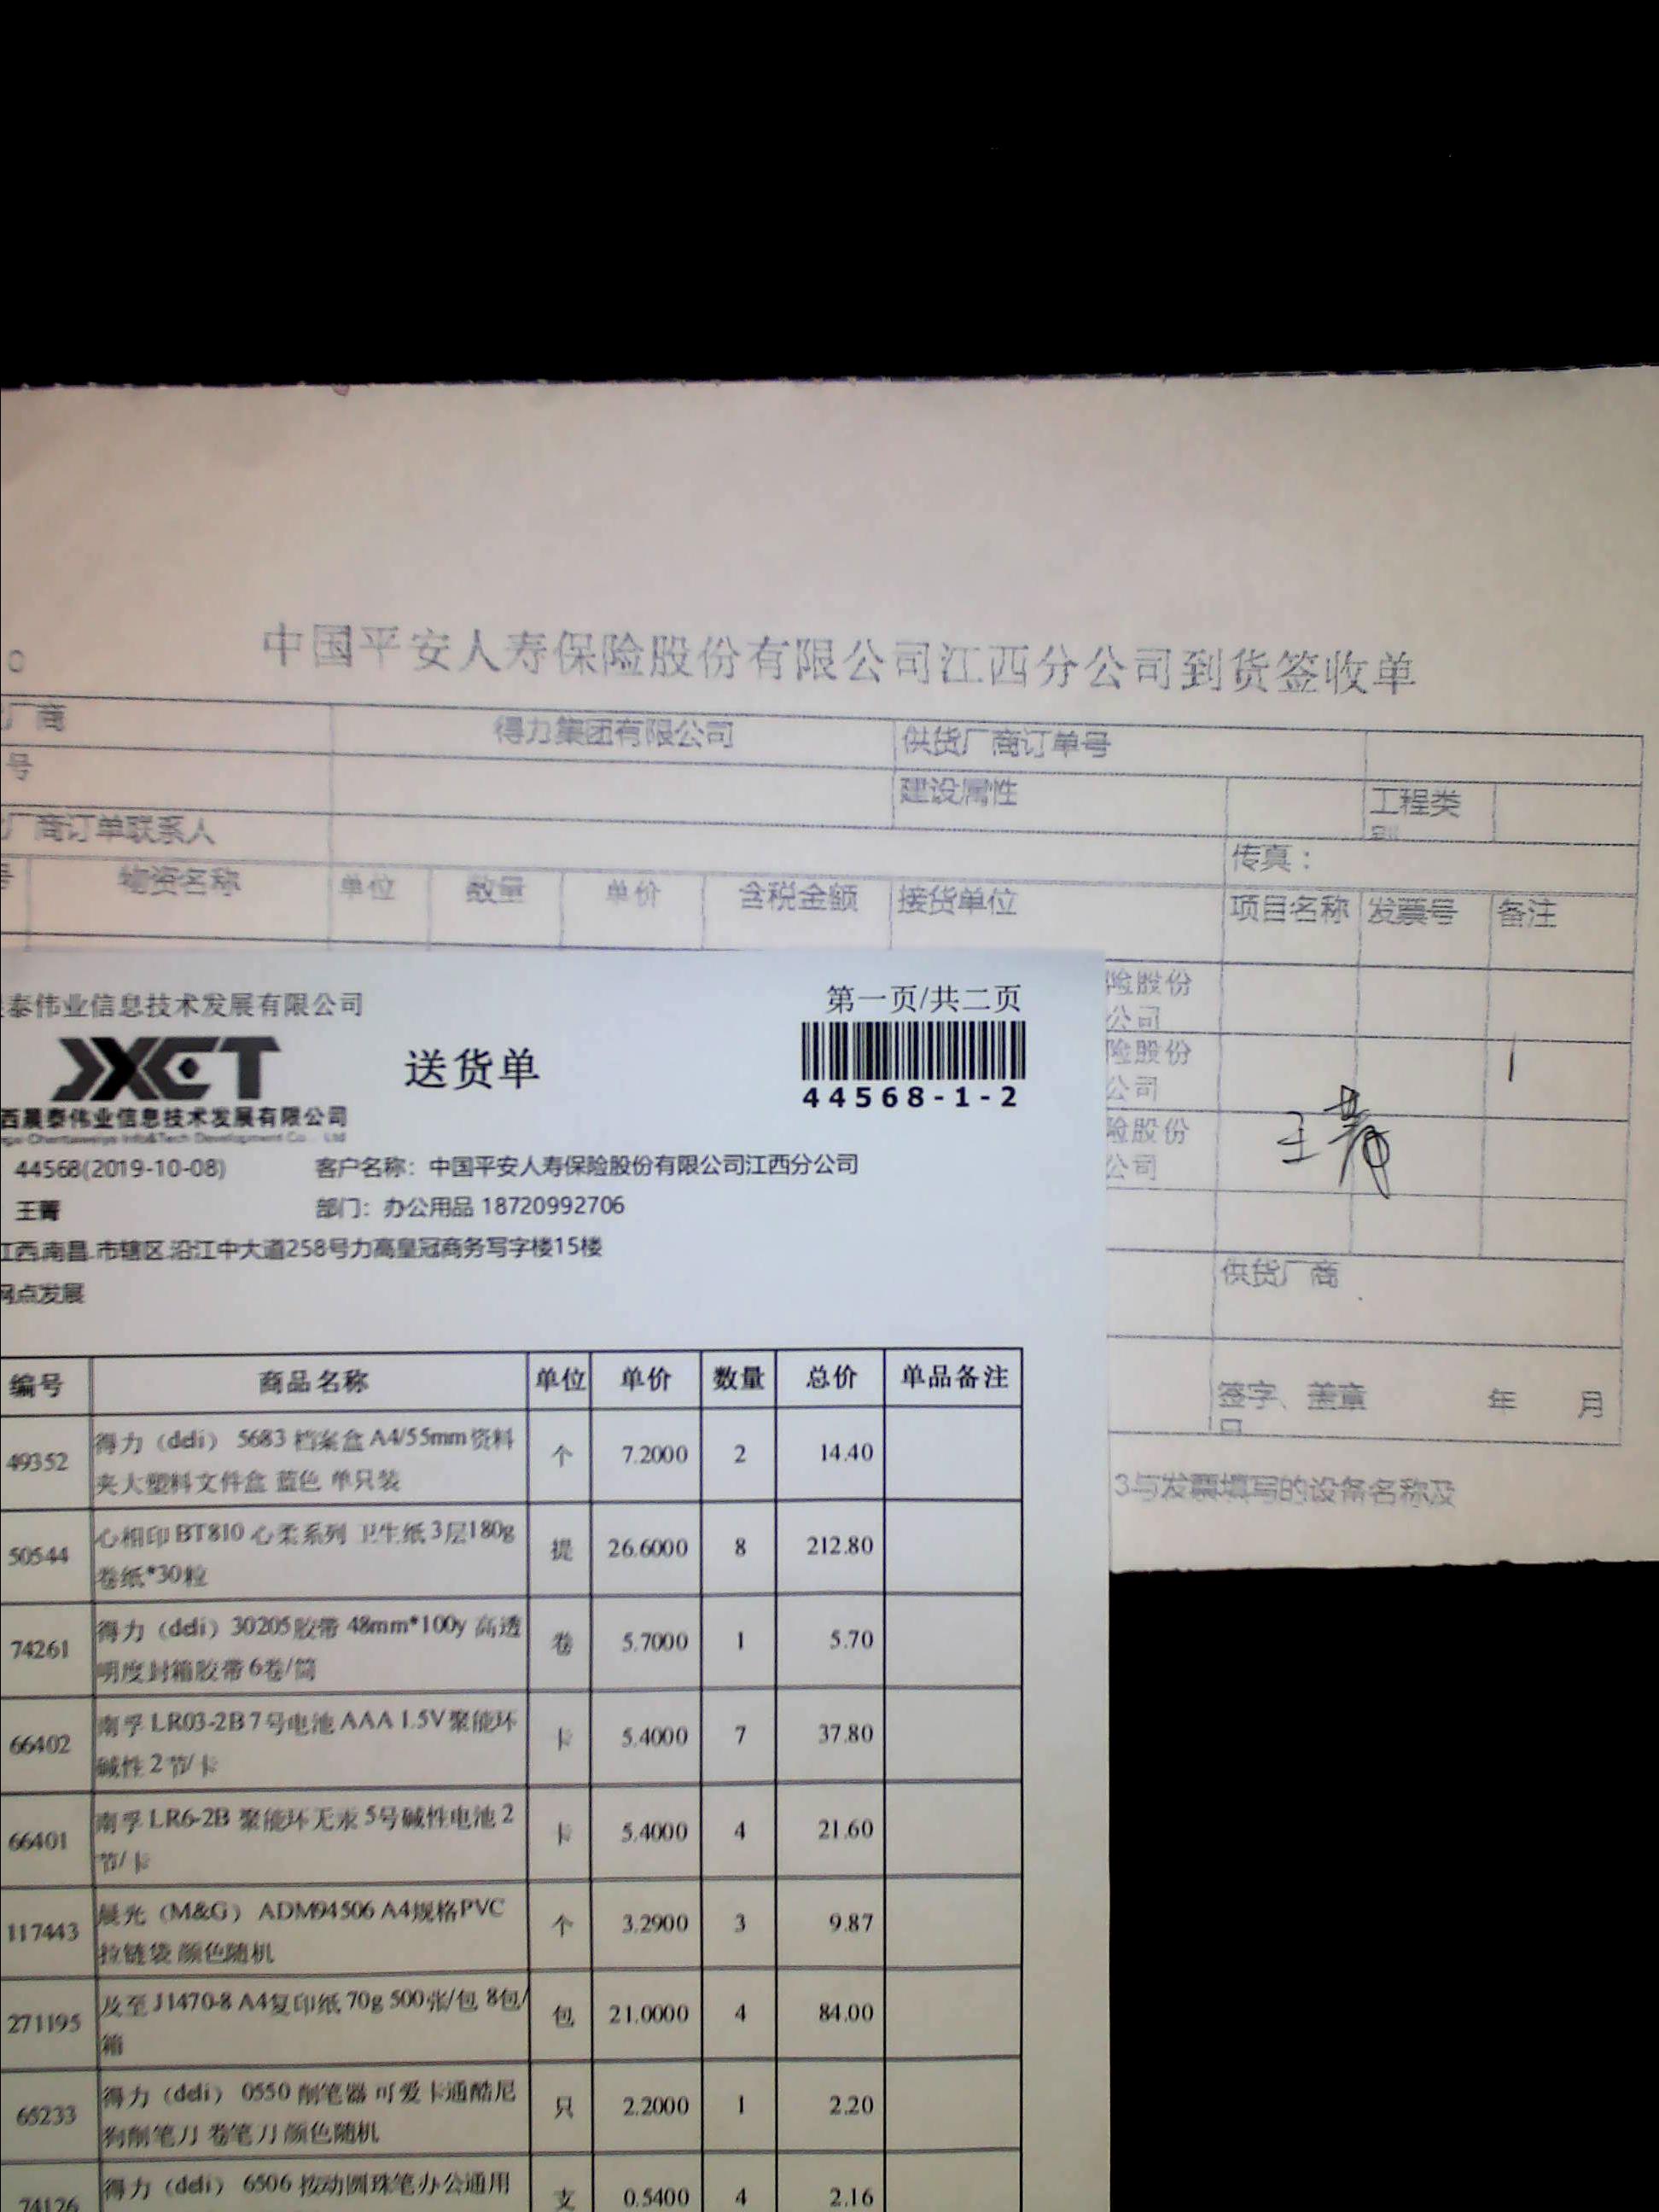 中国平安人寿保险股份有限公司江西分公司到货签收单
厂商 得力集团有限公司 供货厂商订单号
号 建设属性 工程类
厂商订单联系人 传真：
号 物资名称 单位 数量 单价 含税金额 接货单位 项目名称 发票号 备注
险股份
公司
险股份
公司
险股份
公司
王菁
供货厂商
签字、盖章 年 月
3与发票填写的设备名称及
泰伟业信息技术发展有限公司
第一页/共二页
JXCT
送货单
44568-1-2
西晨泰伟业信息技术发展有限公司
44568(2019-10-08) 客户名称：中国平安人寿保险股份有限公司江西分公司
王菁 部门：办公用品 18720992706
江西.南昌.市辖区.沿江中大道258号力高皇冠商务写字楼15楼
网点发展
编号 商品名称 单位 单价 数量 总价 单品备注
49352 得力（deli） 5683 档案盒 A4/55mm资料 个 7.2000 2 14.40
夹大塑料文件盒 蓝色 单只装
50544 心相印 BT810 心柔系列 卫生纸 3层180g 提 26.6000 8 212.80
卷纸*30粒
74261 得力（deli）30205胶带 48mm*100y 高透 卷 5.7000 1 5.70
明度封箱胶带 6卷/筒
66402 南孚 LR03-2B 7号电池 AAA 1.5V聚能环 卡 5.4000 7 37.80
碱性 2节/卡
66401 南孚 LR6-2B 聚能环无汞 5号碱性电池 2 卡 5.4000 4 21.60
节/卡
117443 晨光（M&G） ADM94506 A4规格PVC 个 3.2900 3 9.87
拉链袋 颜色随机
271195 及至 J1470-8 A4复印纸 70g 500张/包 8包/ 包 21.0000 4 84.00
箱
65233 得力（deli） 0550 削笔器 可爱卡通酷尼 只 2.2000 1 2.20
狗削笔刀 卷笔刀 颜色随机
74126 得力（deli） 6506 按动圆珠笔办公通用 支 0.5400 4 2.16